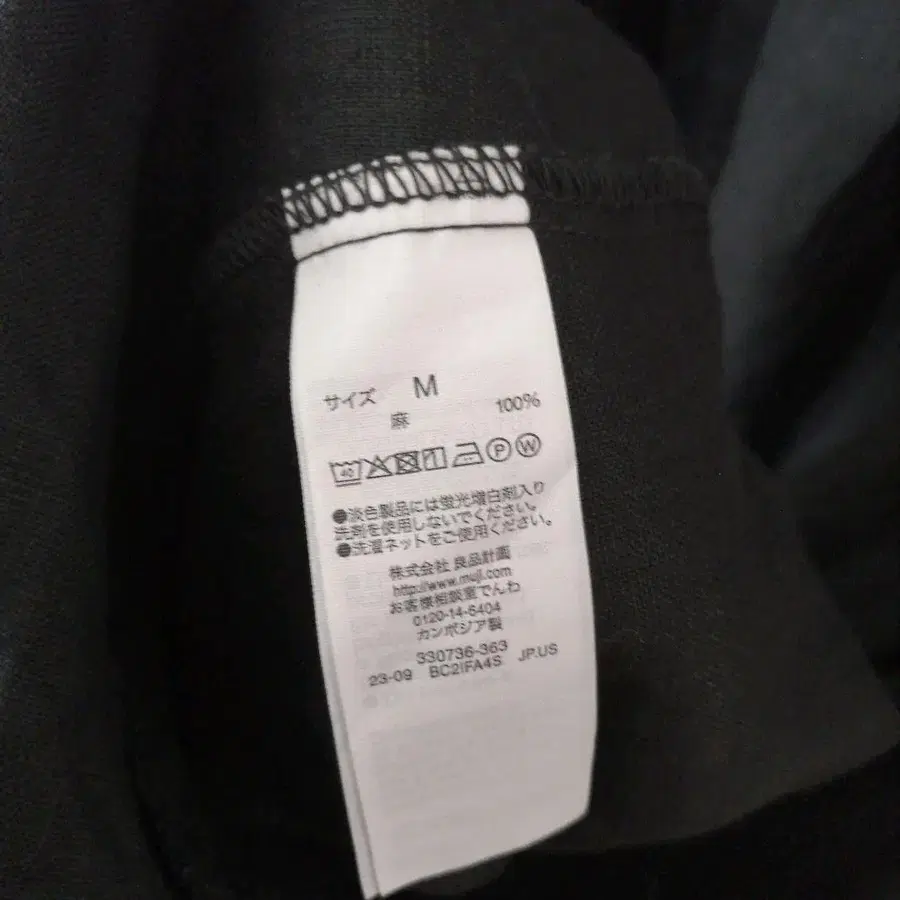 サイズ M
麻 100%
40 P W
●淡色製品には蛍光増白剤入り
洗剤を使用しないでください。
●洗濯ネットをご使用ください。
株式会社 良品計画
http://www.muji.com
お客様相談室でんわ
0120-14-6404
カンボジア製
330736-363
23-09 BC2IFA4S JP.US